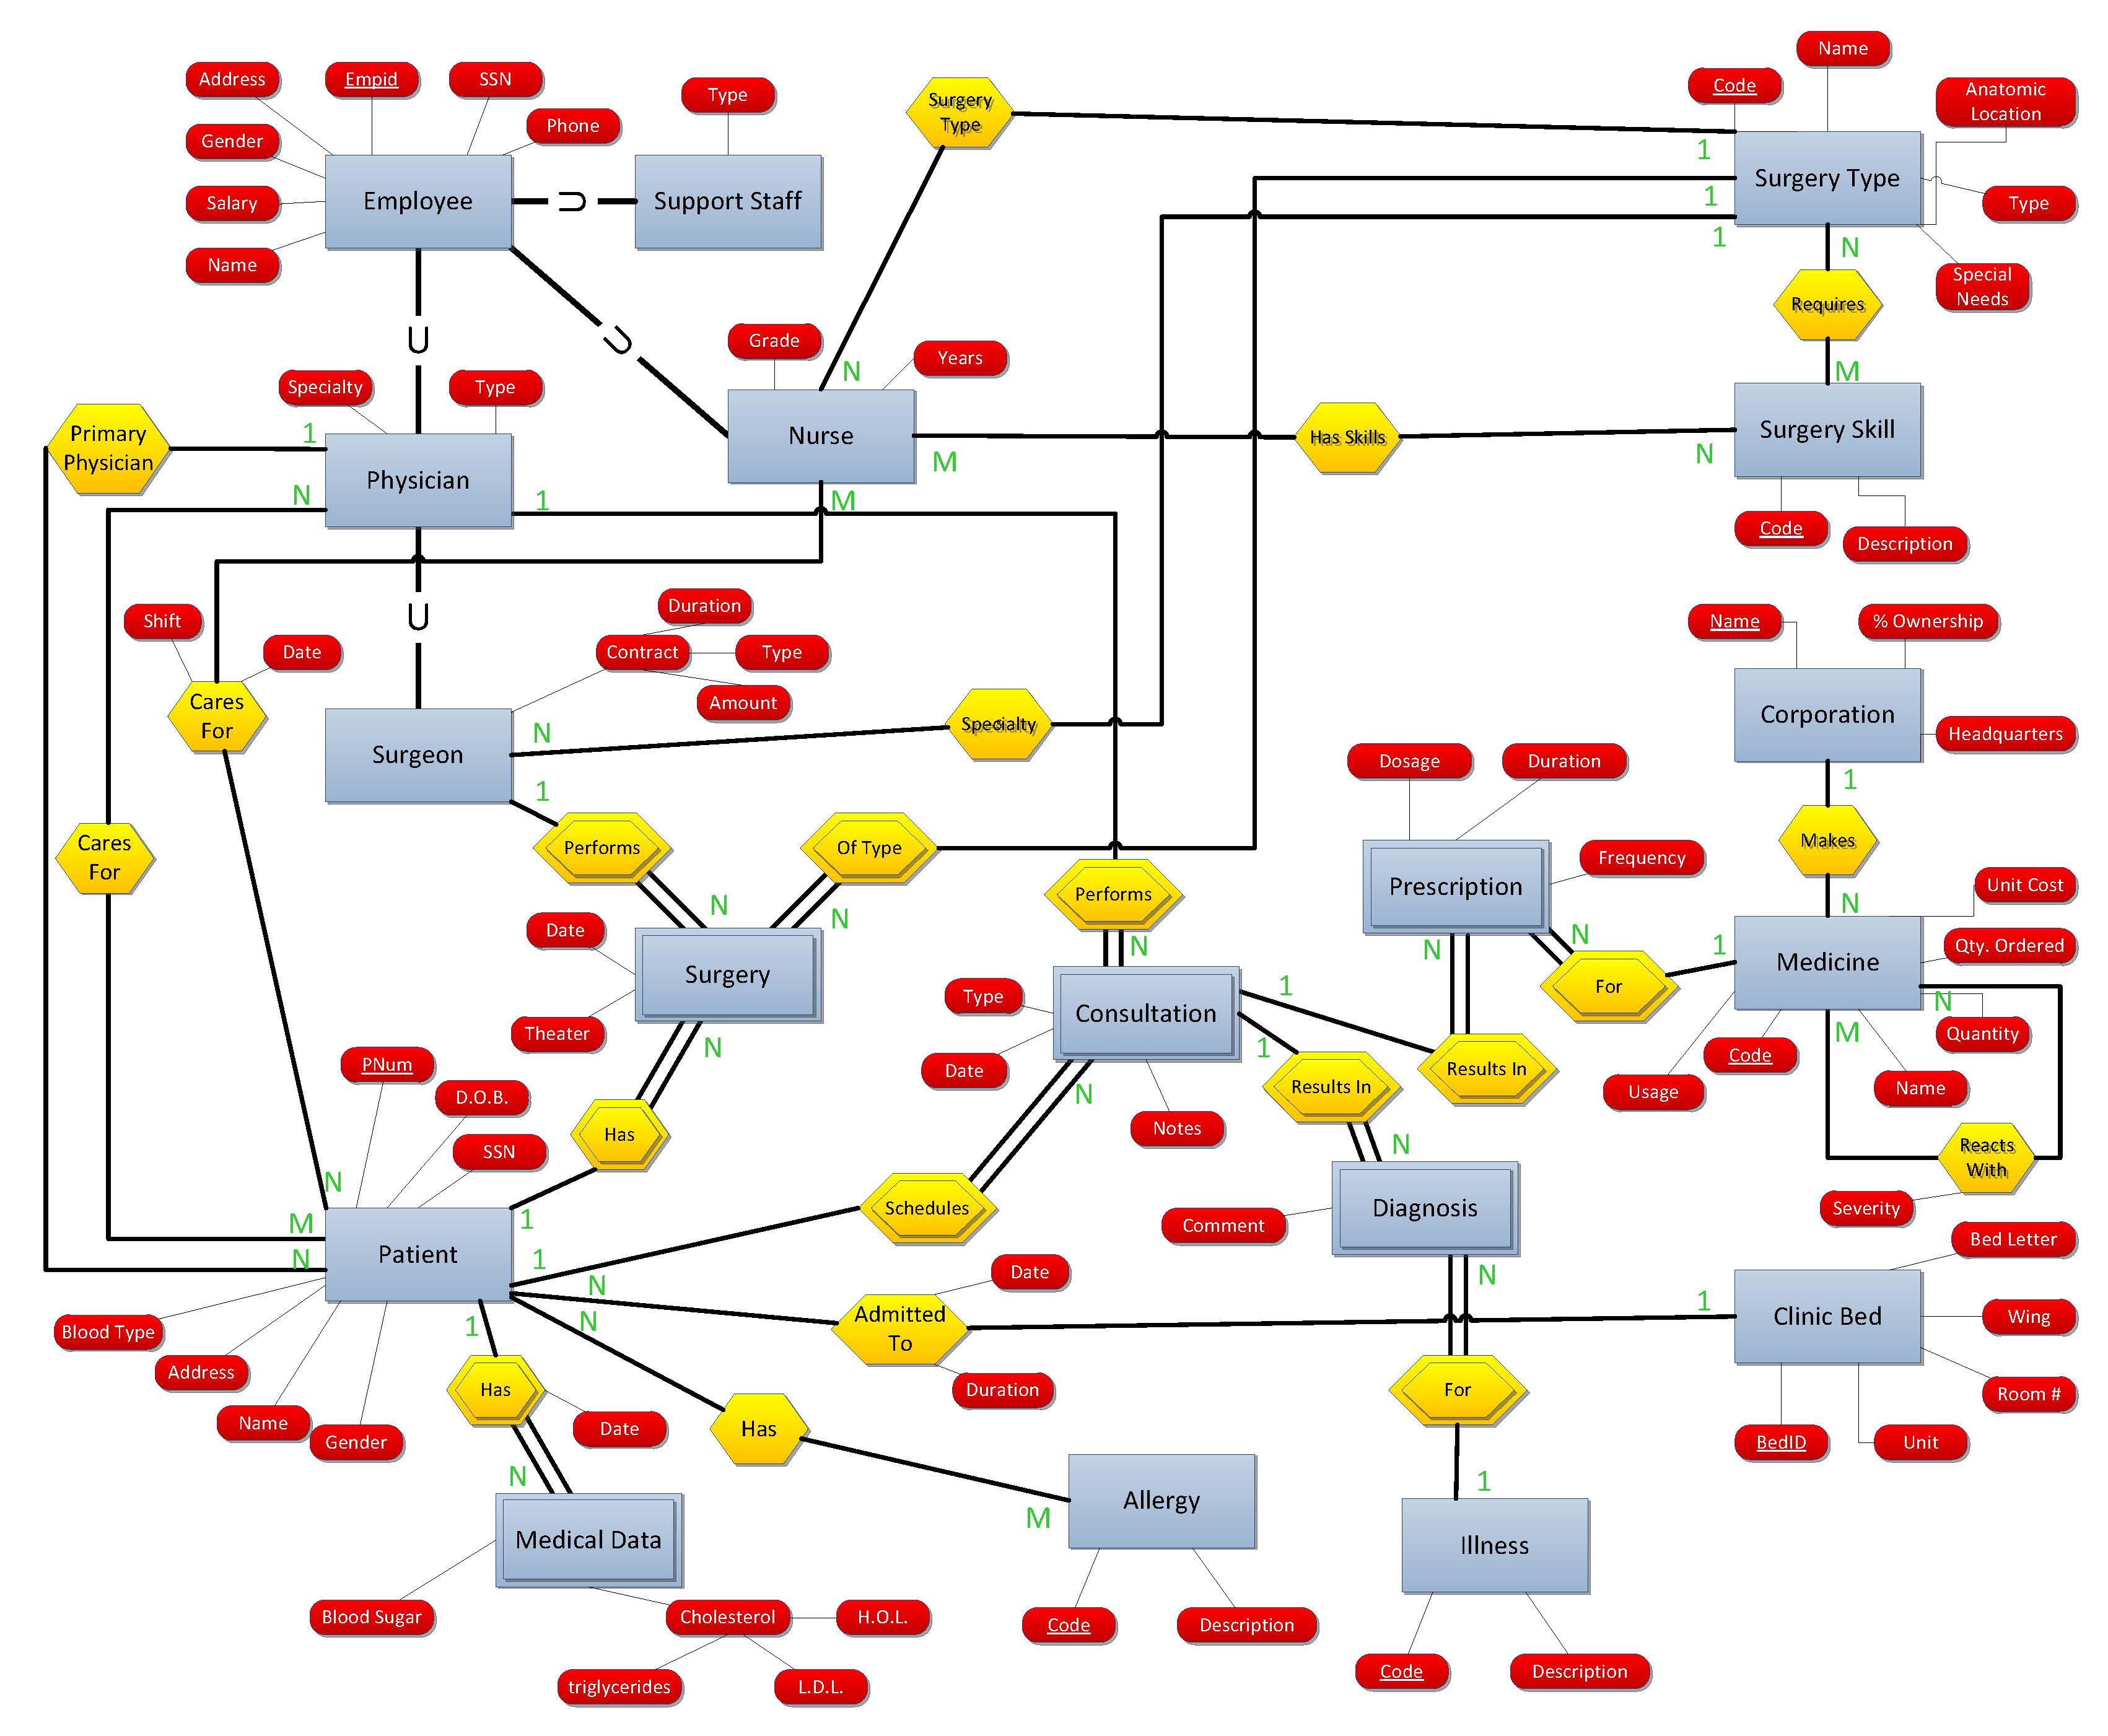 Name
Address
Empid
SSN
Type
Surgery
Type
Code
Anatomic
Location
Phone
Gender
1
Employee
U
Support Staff
Surgery Type
Salary
1
Type
Name
1
N
Special
Needs
Requires
U
U
Grade
Years
N
M
Specialty
Type
Primary
Physician
1
Nurse
Has Skills
Surgery Skill
M
N
Physician
N
1
M
Code
Description
U
Shift
Duration
Name
% Ownership
Date
Contract
Type
Cares
For
Amount
Corporation
Headquarters
N
Specialty
Surgeon
Dosage
Duration
1
1
Cares
For
Performs
Of Type
Makes
Frequency
Prescription
Unit Cost
Performs
N
N
N
Date
N
N
N
1
Qty. Ordered
Surgery
Medicine
For
Type
1
N
Consultation
Theater
Quantity
M
N
1
Code
PNum
Date
Results In
Results In
Name
Usage
D.O.B.
N
Has
Notes
N
Reacts
With
SSN
N
Schedules
Severity
Diagnosis
M
1
Comment
Bed Letter
Patient
1
N
N
Date
N
1
Admitted
To
Clinic Bed
Wing
N
1
Blood Type
Address
Has
Duration
For
Room #
Name
Date
Has
Gender
BedID
Unit
N
1
Allergy
M
Medical Data
Illness
Blood Sugar
Cholesterol
H.O.L.
Code
Description
triglycerides
L.D.L.
Code
Description